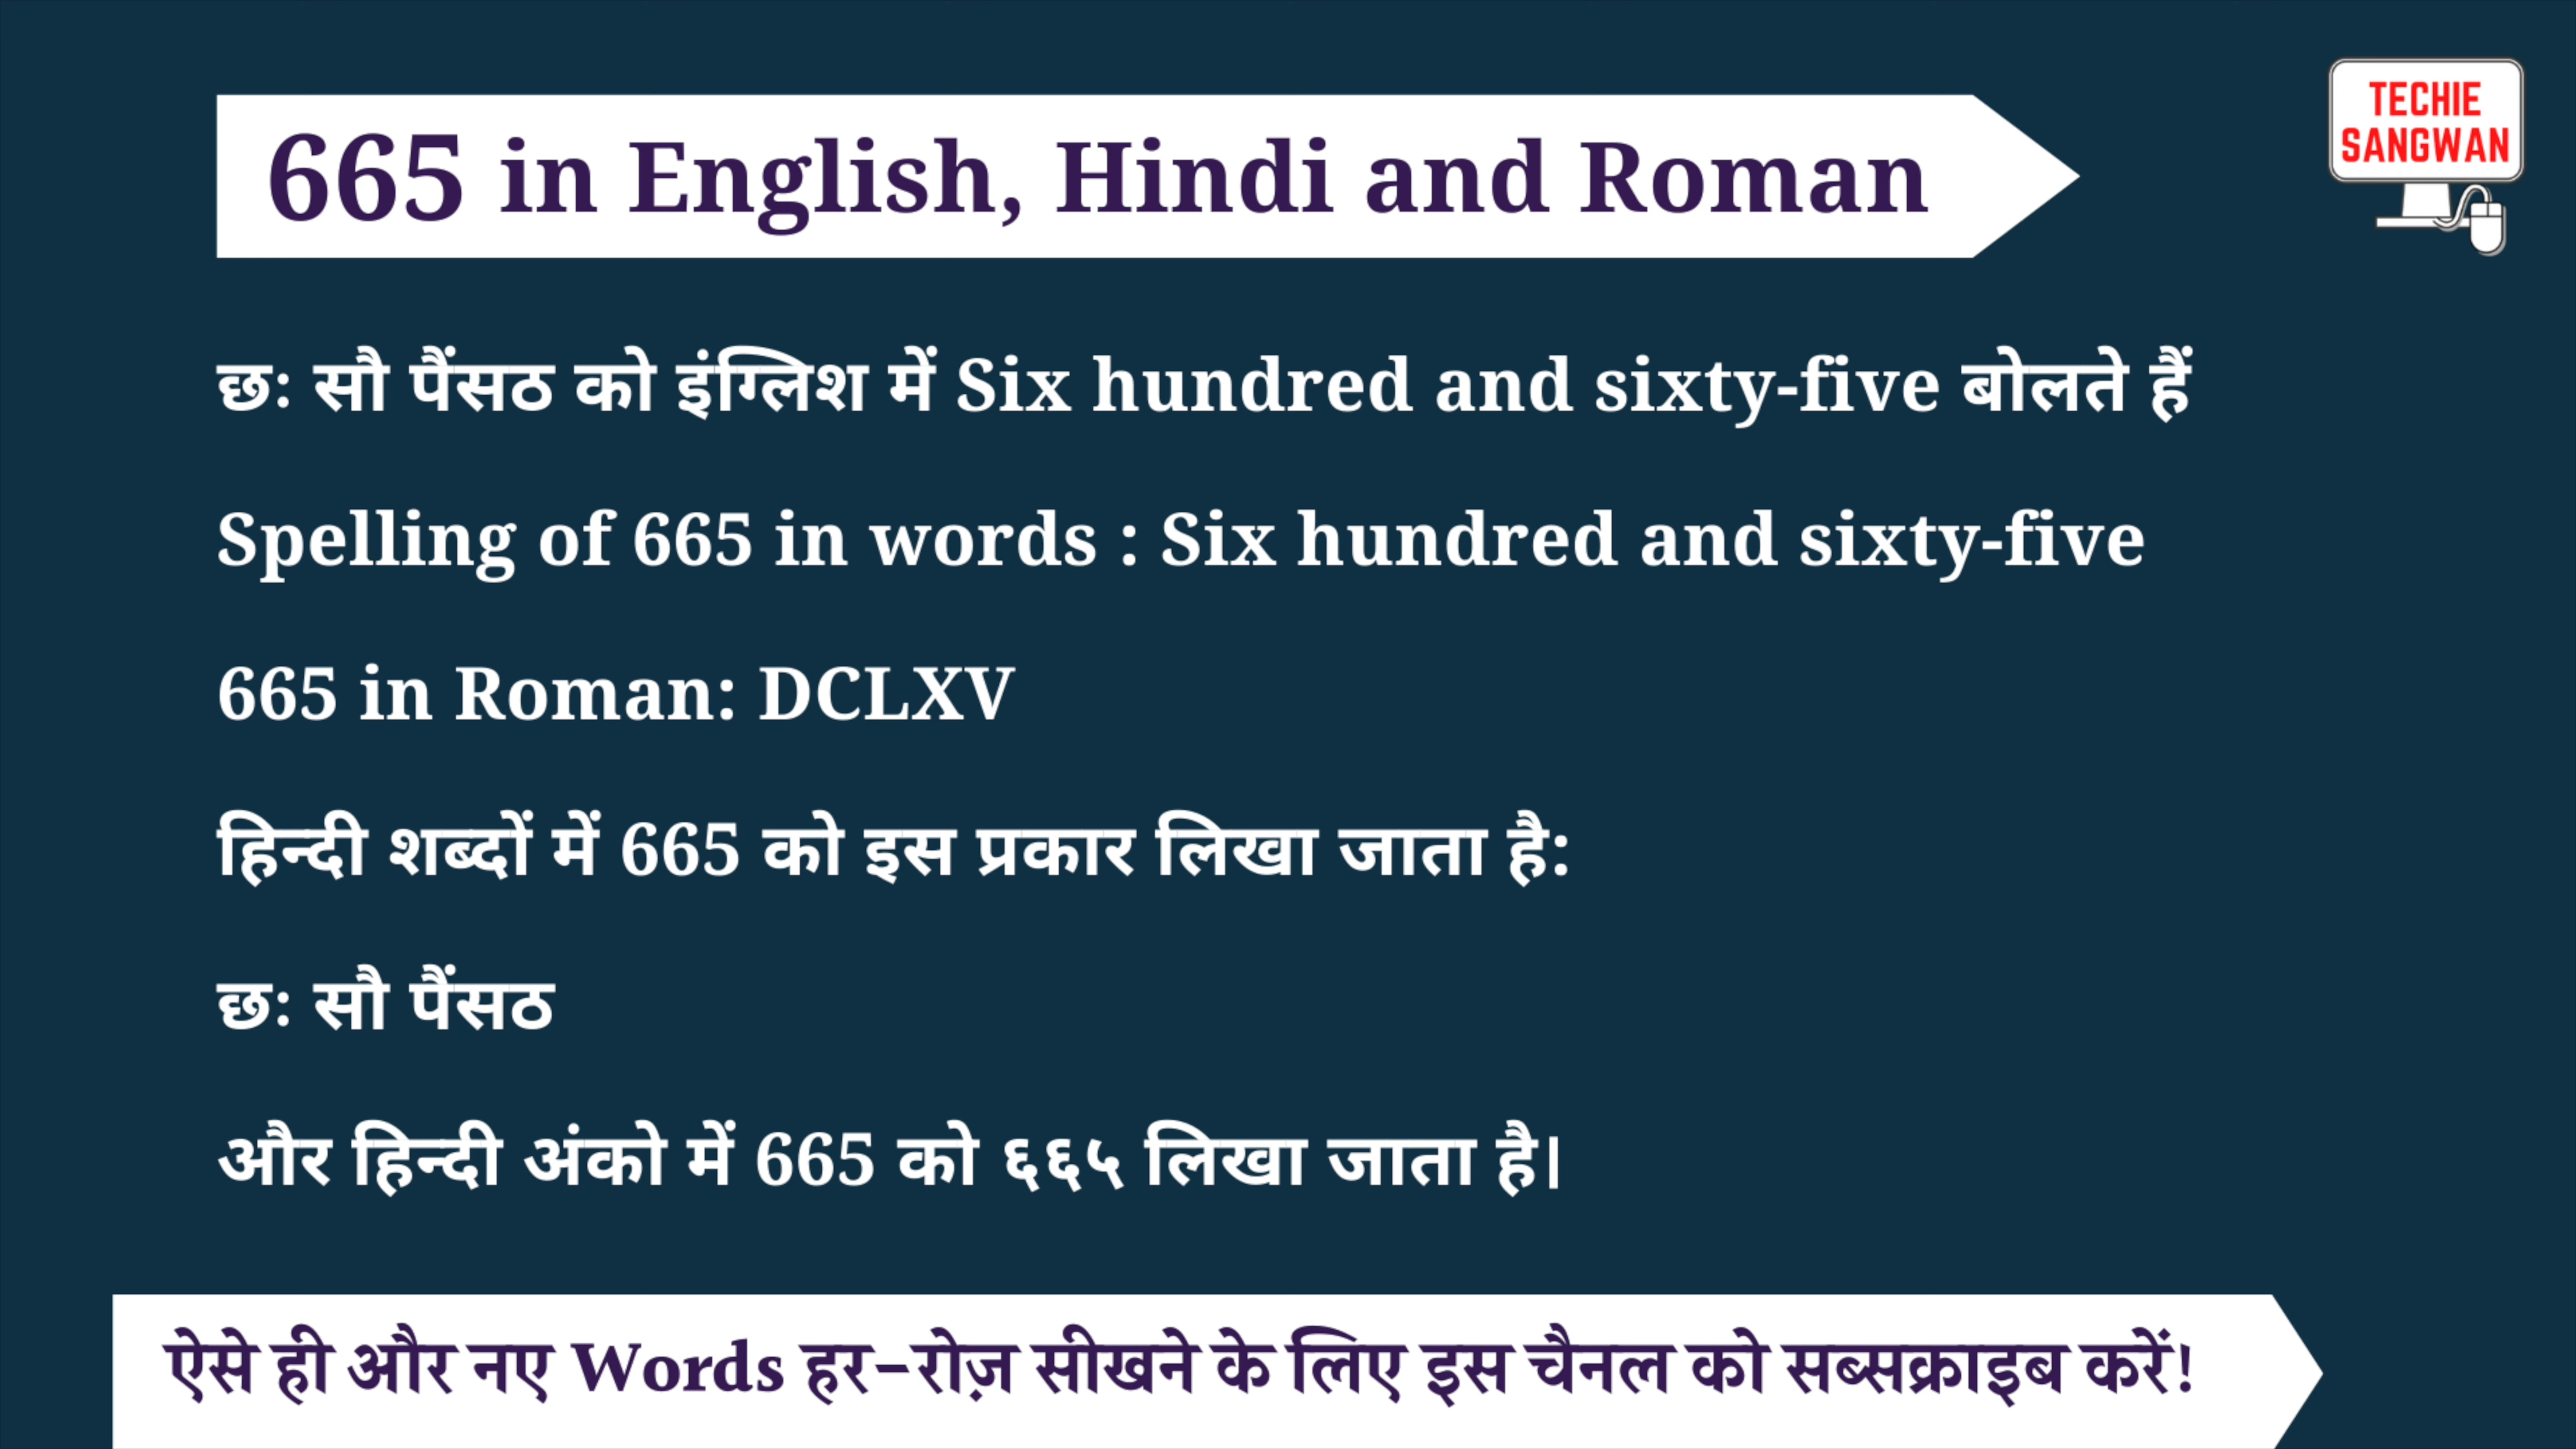 665 in English, Hindi and Roman
TECHIE
SANGWAN
छः सौ पैंसठ को इंग्लिश में Six hundred and sixty-five बोलते हैं
Spelling of 665 in words : Six hundred and sixty-five
665 in Roman: DCLXV
हिन्दी शब्दों में 665 को इस प्रकार लिखा जाता है:
छः सौ पैंसठ
और हिन्दी अंको में 665 को ६६५ लिखा जाता है।
ऐसे ही और नए Words हर-रोज़ सीखने के लिए इस चैनल को सब्सक्राइब करें!